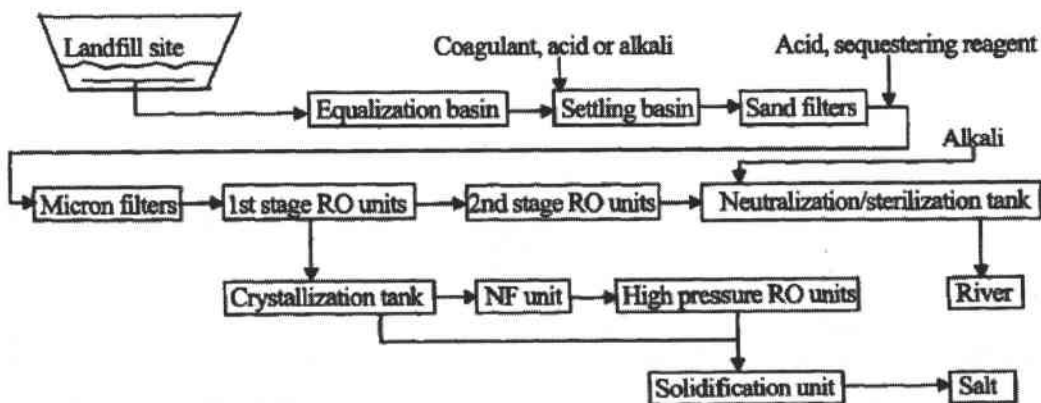 Landfill site
Coagulant, acid or alkali
Acid, sequestering reagent
Equalization basin
Settling basin
Sand filters
Alkali
Micron filters
1st stage RO units
2nd stage RO units
Neutralization/sterilization tank
Crystallization tank
NF unit
High pressure RO units
River
Solidification unit
Salt